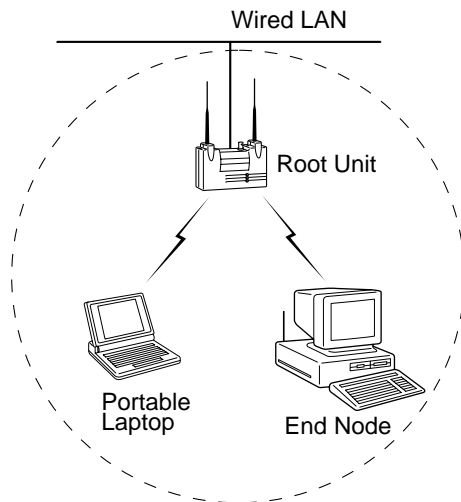 Wired LAN
Root Unit
Portable
Laptop
End Node